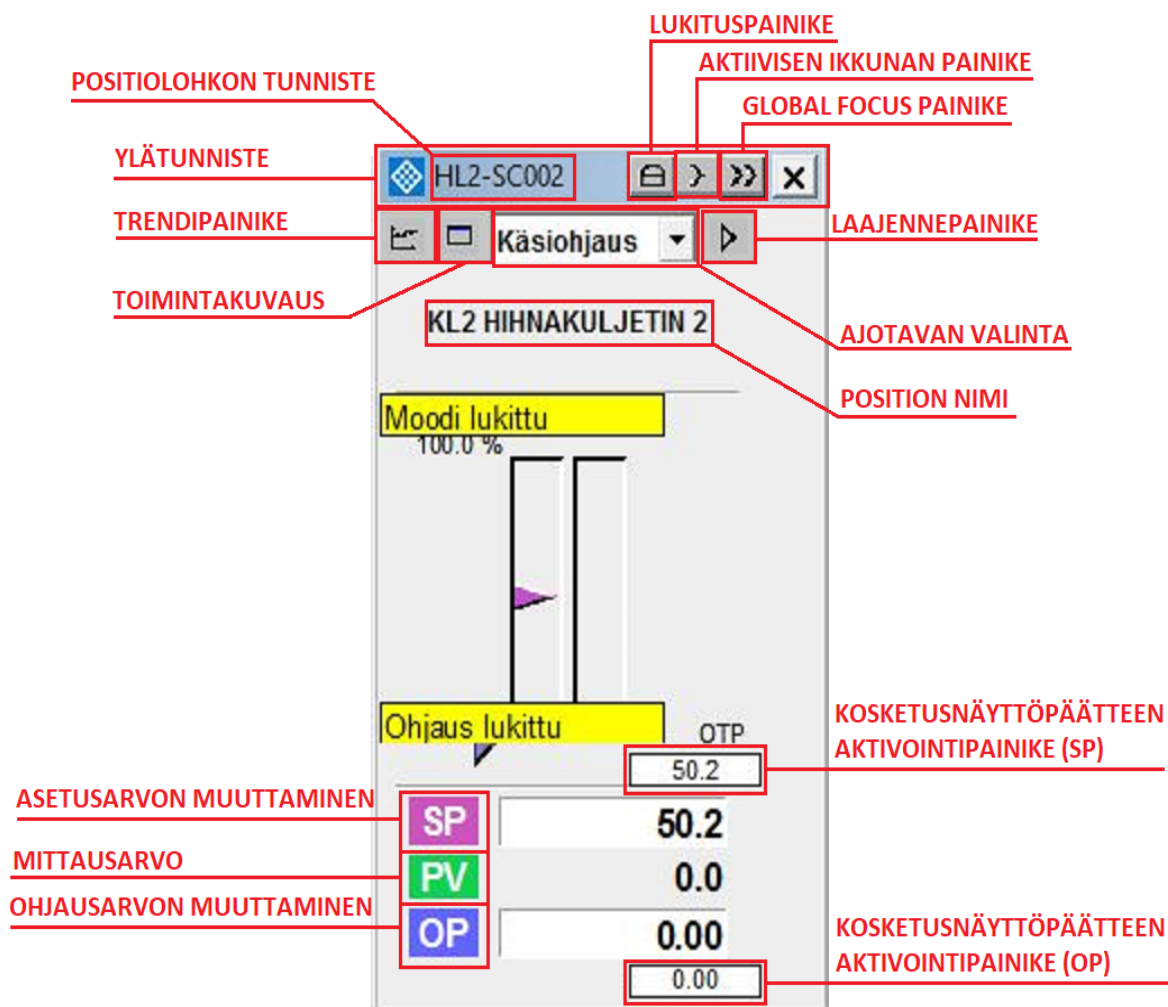 LUKITUSPAINIKE
AKTIIVISEN IKKUNAN PAINIKE
POSITIOLOHKON TUNNISTE
GLOBAL FOCUS PAINIKE
YLÄTUNNISTE
HL2-SC002
TRENDIPAINIKE
Käsiohjaus
LAAJENNEPAINIKE
TOIMINTAKUVAUS
KL2 HIHNAKULJETIN 2
AJOTAVAN VALINTA
POSITION NIMI
Moodi lukittu
100.0 %
Ohjaus lukittu
OTP
KOSKETUSNÄYTTÖPÄÄTTEEN
AKTIVOINTIPAINIKE (SP)
50.2
ASETUSARVON MUUTTAMINEN
SP 50.2
MITTAUSARVO
PV 0.0
OHJAUSARVON MUUTTAMINEN
OP 0.00
KOSKETUSNÄYTTÖPÄÄTTEEN
AKTIVOINTIPAINIKE (OP)
0.00